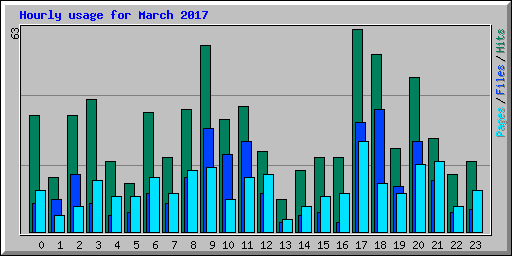 Hourly usage for March 2017
63
Pages / Files / Hits
0 1 2 3 4 5 6 7 8 9 10 11 12 13 14 15 16 17 18 19 20 21 22 23